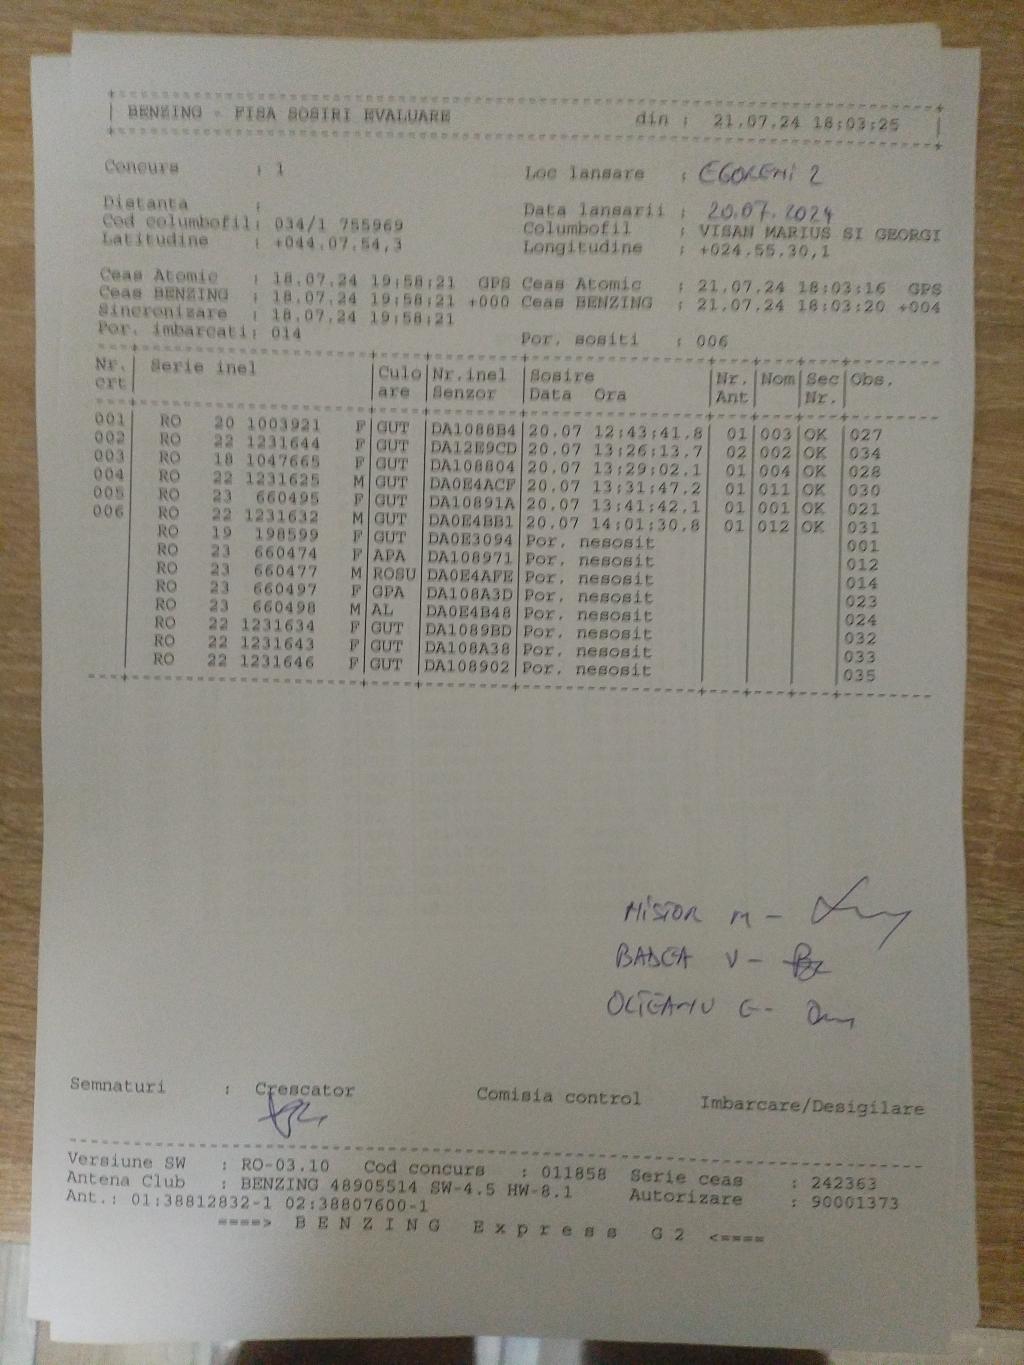 BENZING - FISA SOSIRI EVALUARE din : 21.07.24 18:03:25
Concurs : 1 Loc lansare : EGORENI 2
Distanta : Data lansarii : 20.07.2024
Cod columbofil: 034/1 755969 Columbofil : VISAN MARIUS SI GEORGI
Latitudine : +044.07.54,3 Longitudine : +024.55.30,1
Ceas Atomic : 18.07.24 19:58:21 GPS Ceas Atomic : 21.07.24 18:03:16 GPS
Ceas BENZING : 18.07.24 19:58:21 +000 Ceas BENZING : 21.07.24 18:03:20 +004
Sincronizare : 18.07.24 19:58:21
Por. imbarcati: 014 Por. sositi : 006
Nr. Serie inel Culo Nr.inel Sosire Nr. Nom Sec Obs.
crt are Senzor Data Ora Ant Nr.
001 RO 20 1003921 F GUT DA1088B4 20.07 12:43:41.8 01 003 OK 027
002 RO 22 1231644 F GUT DA12E9CD 20.07 13:26:13.7 02 002 OK 034
003 RO 18 1047665 F GUT DA108804 20.07 13:29:02.1 01 004 OK 028
004 RO 22 1231625 M GUT DA0E4ACF 20.07 13:31:47.2 01 011 OK 030
005 RO 23 660495 F GUT DA10891A 20.07 13:41:42.1 01 001 OK 021
006 RO 22 1231632 M GUT DA0E4BB1 20.07 14:01:30.8 01 012 OK 031
RO 19 198599 F GUT DA0E3094 Por. nesosit 001
RO 23 660474 F APA DA108971 Por. nesosit 012
RO 23 660477 M ROSU DA0E4AFE Por. nesosit 014
RO 23 660497 F GPA DA108A3D Por. nesosit 023
RO 23 660498 M AL DA0E4B48 Por. nesosit 024
RO 22 1231634 F GUT DA1089BD Por. nesosit 032
RO 22 1231643 F GUT DA108A38 Por. nesosit 033
RO 22 1231646 F GUT DA108902 Por. nesosit 035
NISTOR M -
BADEA V -
OLTEANU G -
Semnaturi : Crescator Comisia control Imbarcare/Desigilare
Versiune SW : RO-03.10 Cod concurs : 011858 Serie ceas : 242363
Antena Club : BENZING 48905514 SW-4.5 HW-8.1 Autorizare : 90001373
Ant.: 01:38812832-1 02:38807600-1
====> B E N Z I N G E x p r e s s G 2 <====